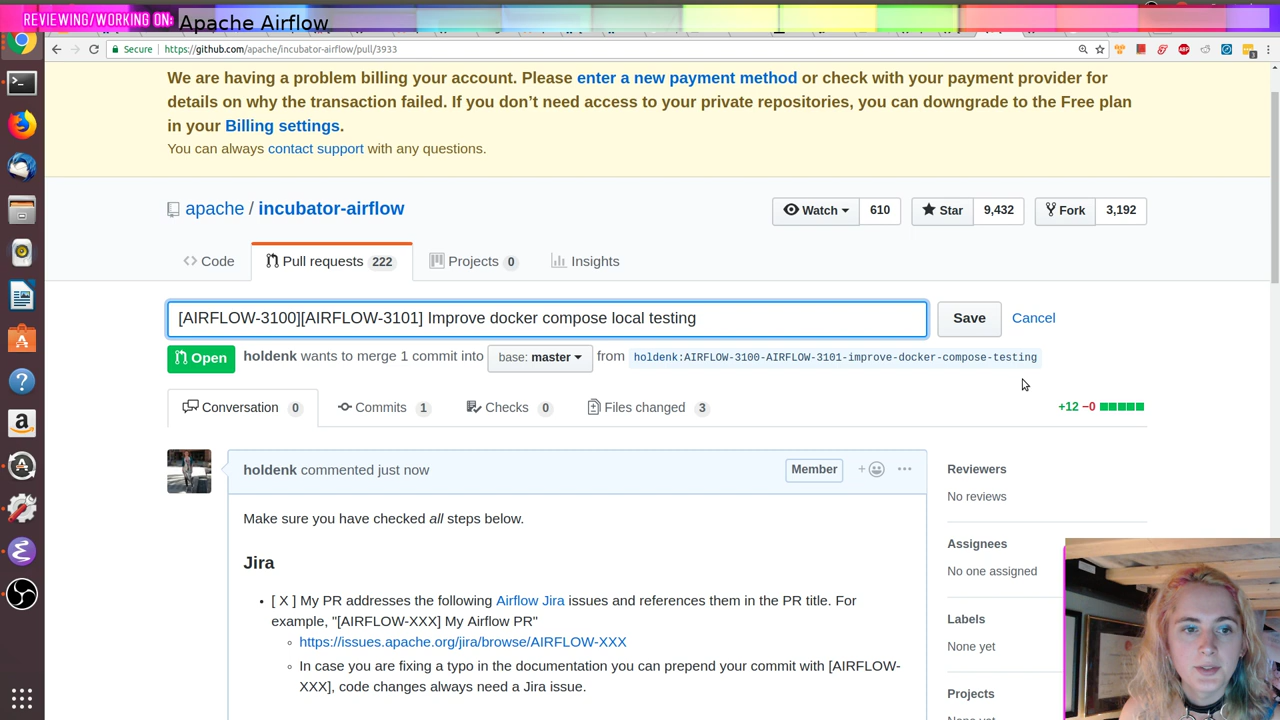 REVIEWING/WORKING ON: Apache Airflow
Secure https://github.com/apache/incubator-airflow/pull/3933
We are having a problem billing your account. Please enter a new payment method or check with your payment provider for
details on why the transaction failed. If you don't need access to your private repositories, you can downgrade to the Free plan
in your Billing settings.
You can always contact support with any questions.
apache / incubator-airflow
Watch 610 Star 9,432 Fork 3,192
Code Pull requests 222 Projects 0 Insights
[AIRFLOW-3100][AIRFLOW-3101] Improve docker compose local testing Save Cancel
Open holdenk wants to merge 1 commit into base: master from holdenk:AIRFLOW-3100-AIRFLOW-3101-improve-docker-compose-testing
Conversation 0 Commits 1 Checks 0 Files changed 3 +12 −0
holdenk commented just now Member
Reviewers
No reviews
Make sure you have checked all steps below.
Assignees
No one assigned
Jira
[ X ] My PR addresses the following Airflow Jira issues and references them in the PR title. For
example, "[AIRFLOW-XXX] My Airflow PR"
Labels
None yet
https://issues.apache.org/jira/browse/AIRFLOW-XXX
In case you are fixing a typo in the documentation you can prepend your commit with [AIRFLOW-
XXX], code changes always need a Jira issue.
Projects